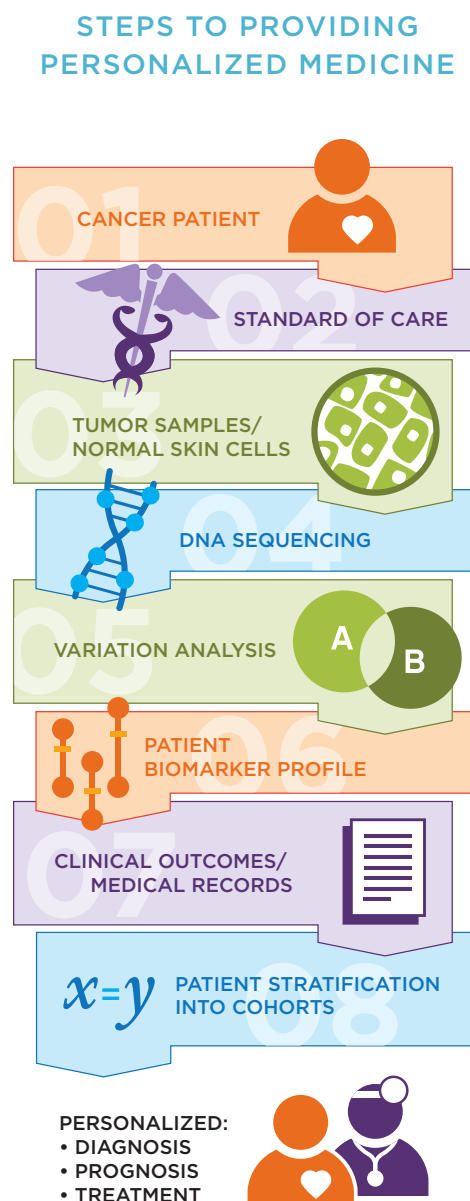 STEPS TO PROVIDING
PERSONALIZED MEDICINE
01
CANCER PATIENT
02
STANDARD OF CARE
03
TUMOR SAMPLES/
NORMAL SKIN CELLS
04
DNA SEQUENCING
05
VARIATION ANALYSIS
A
B
06
PATIENT
BIOMARKER PROFILE
07
CLINICAL OUTCOMES/
MEDICAL RECORDS
08
x=y
PATIENT STRATIFICATION
INTO COHORTS
PERSONALIZED:
• DIAGNOSIS
• PROGNOSIS
• TREATMENT